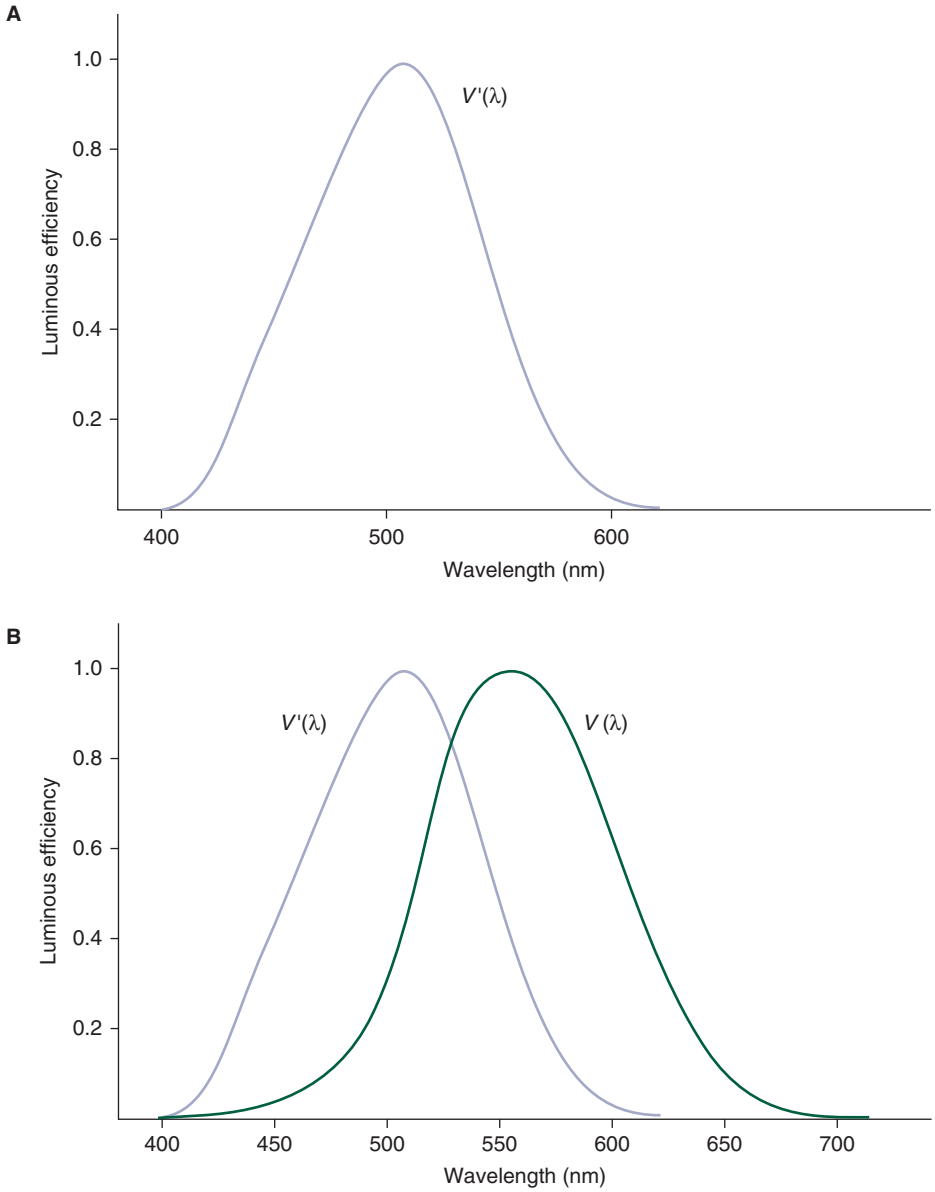 A
1.0
V'(λ)
0.8
Luminous efficiency
0.6
0.4
0.2
400 500 600
Wavelength (nm)
B
1.0
V'(λ) V (λ)
0.8
Luminous efficiency
0.6
0.4
0.2
400 450 500 550 600 650 700
Wavelength (nm)